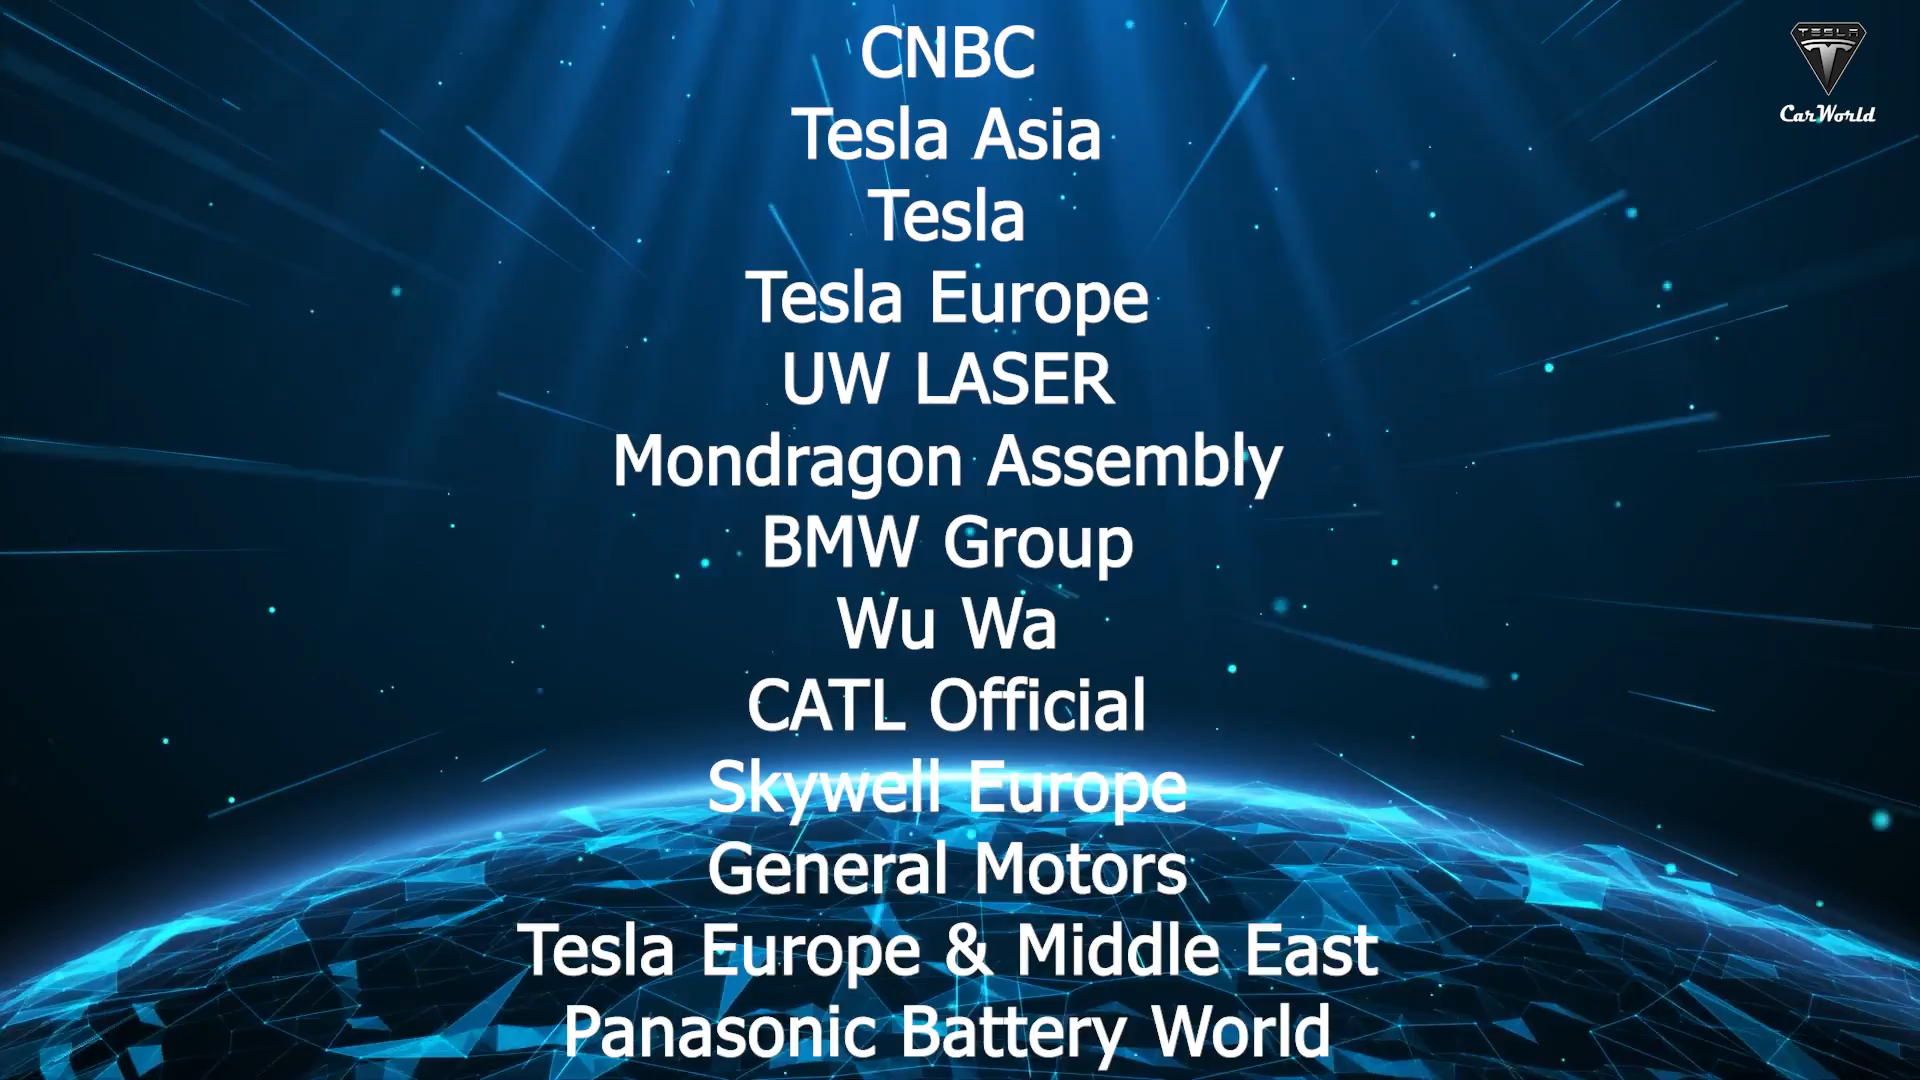 CNBC
Tesla Asia
Tesla
Tesla Europe
UW LASER
Mondragon Assembly
BMW Group
Wu Wa
CATL Official
Skywell Europe
General Motors
Tesla Europe & Middle East
Panasonic Battery World
TESLA
CarWorld